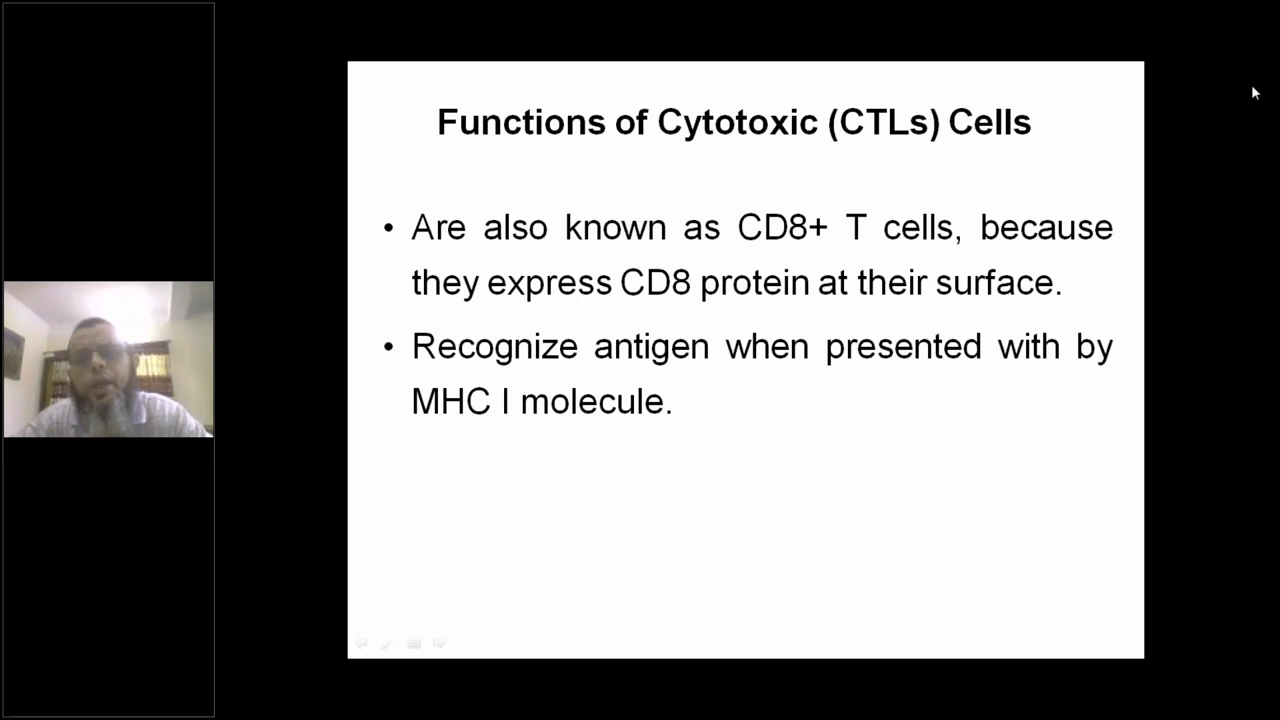 Functions of Cytotoxic (CTLs) Cells
• Are also known as CD8+ T cells, because
they express CD8 protein at their surface.
• Recognize antigen when presented with by
MHC I molecule.